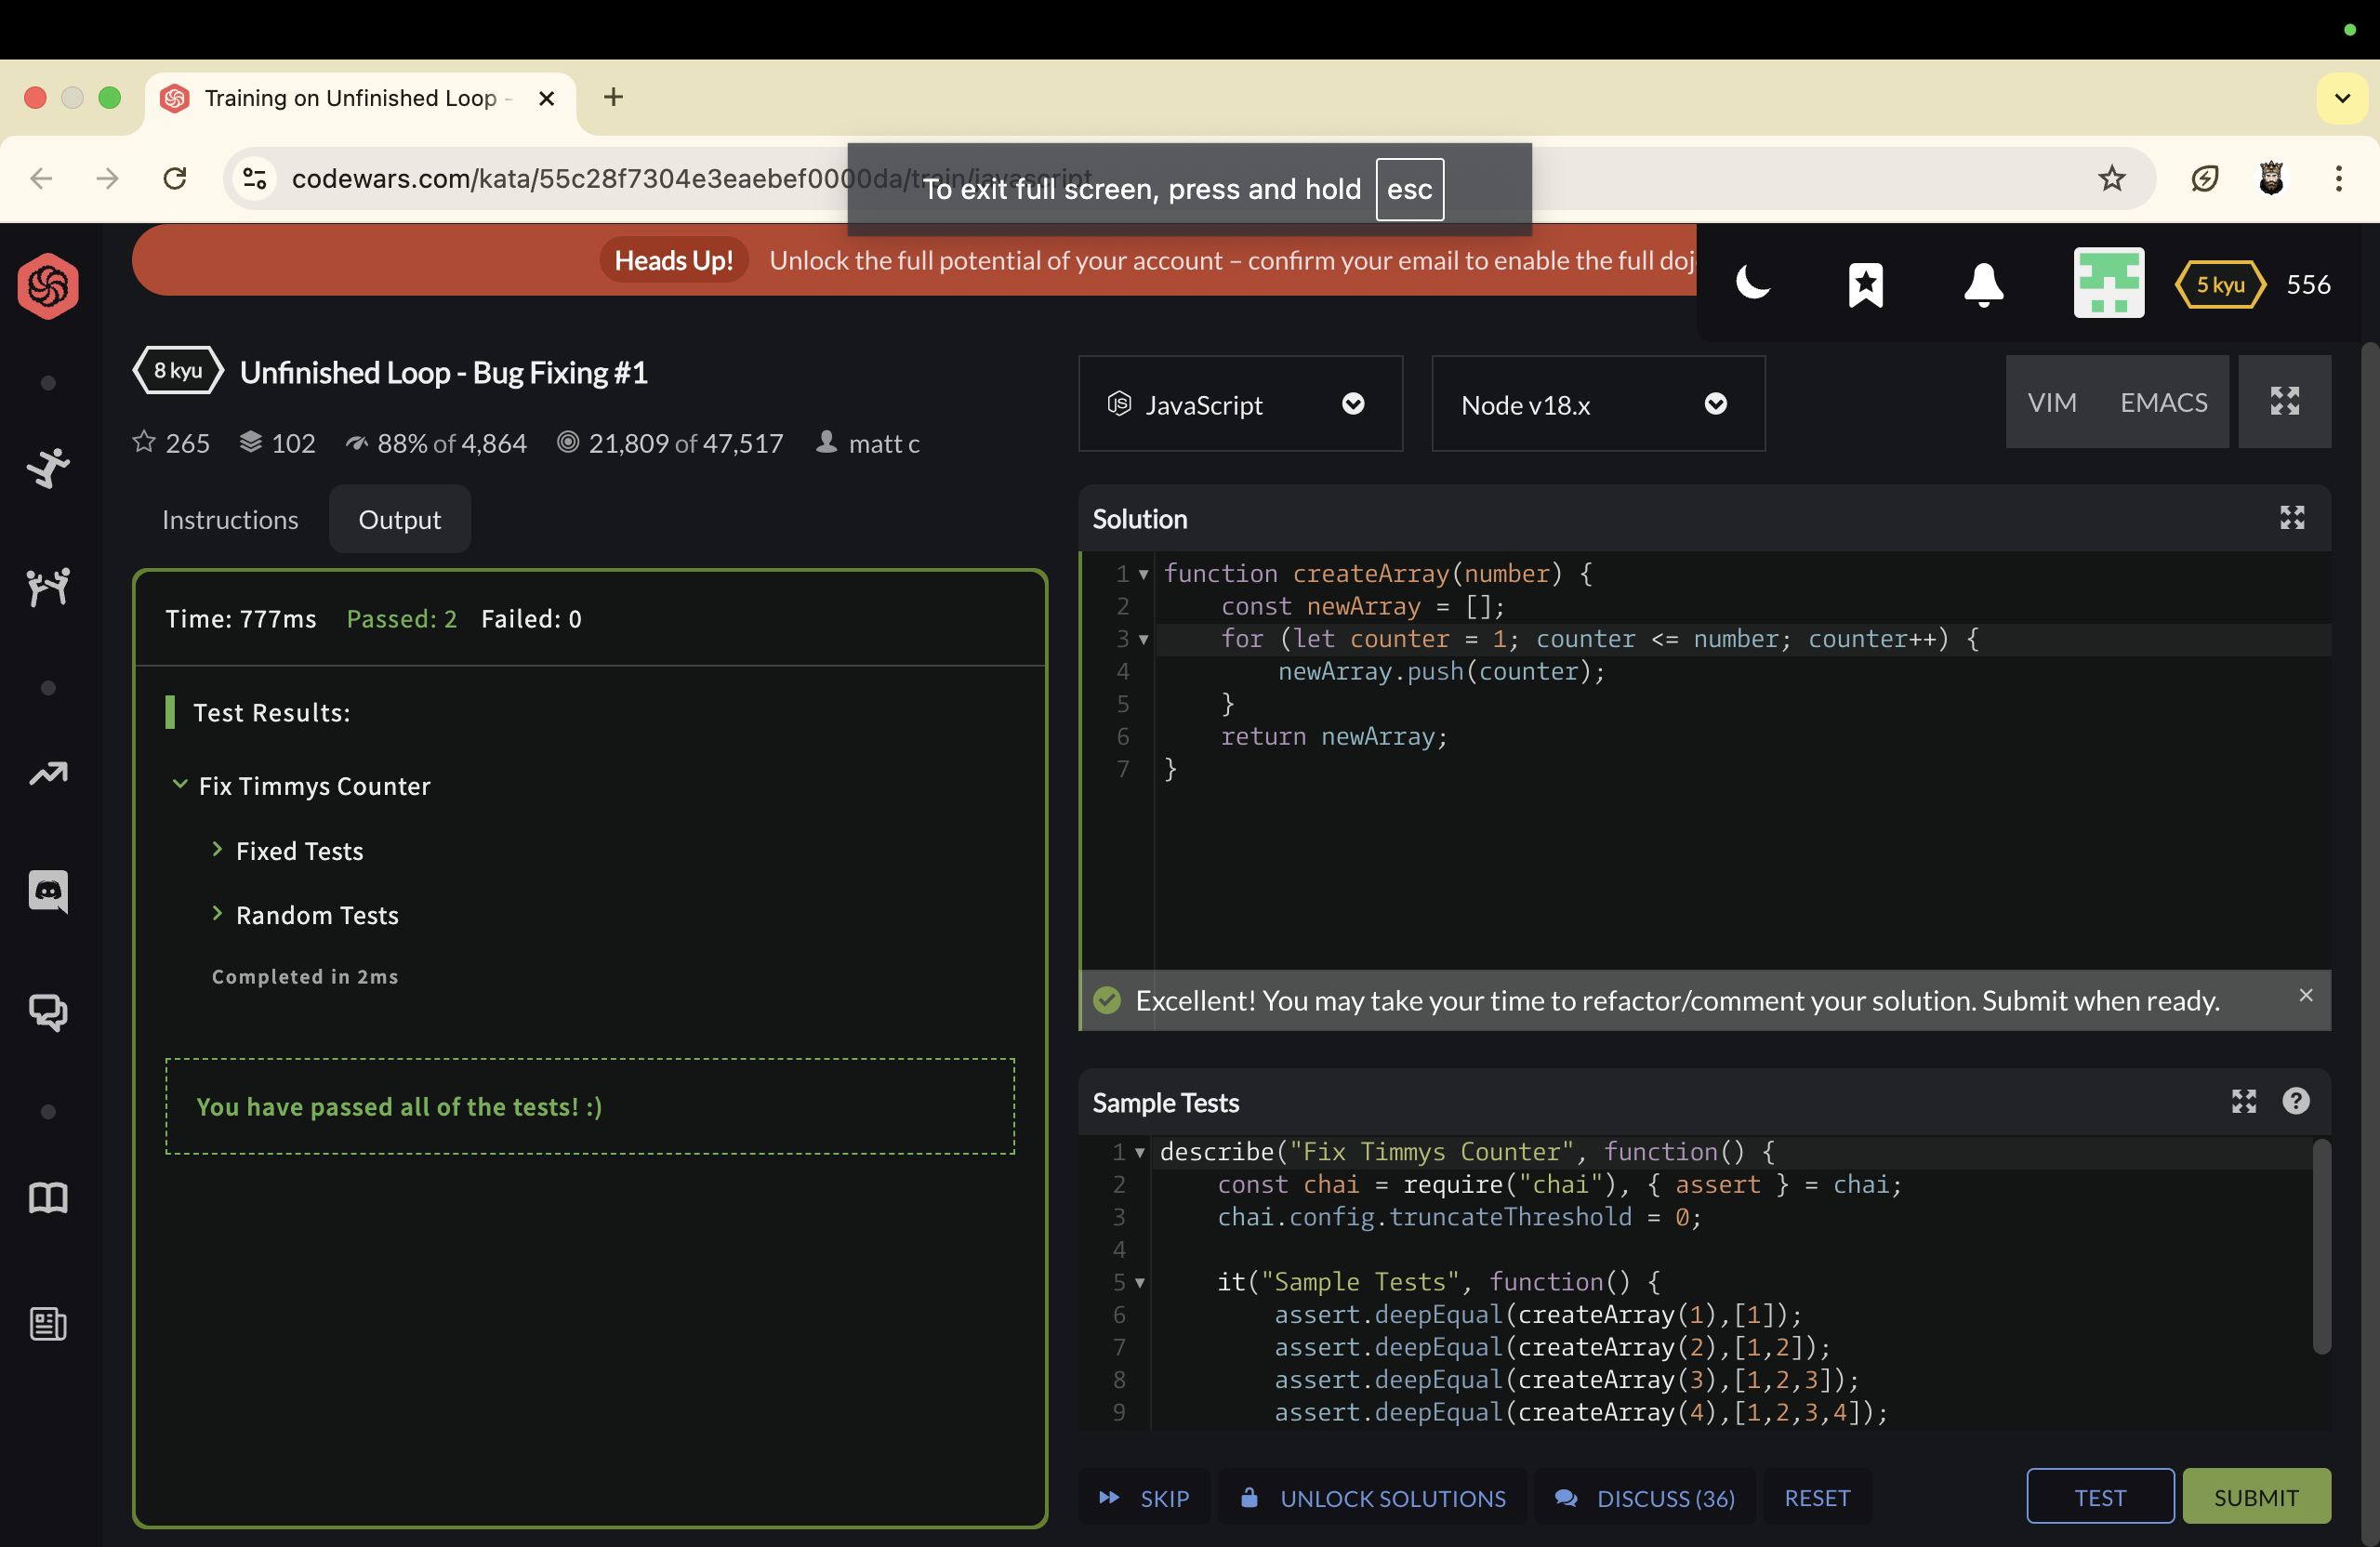 Training on Unfinished Loop -
codewars.com/kata/55c28f7304e3eaebef0000da/train/javascript
To exit full screen, press and hold esc
Heads Up! Unlock the full potential of your account – confirm your email to enable the full doj
5 kyu 556
8 kyu Unfinished Loop - Bug Fixing #1
265 102 88% of 4,864 21,809 of 47,517 matt c
JavaScript
Node v18.x
VIM EMACS
Instructions Output
Time: 777ms Passed: 2 Failed: 0
Test Results:
Fix Timmys Counter
Fixed Tests
Random Tests
Completed in 2ms
You have passed all of the tests! :)
Solution
1 function createArray(number) {
2 const newArray = [];
3 for (let counter = 1; counter <= number; counter++) {
4 newArray.push(counter);
5 }
6 return newArray;
7 }
Excellent! You may take your time to refactor/comment your solution. Submit when ready.
Sample Tests
1 describe("Fix Timmys Counter", function() {
2 const chai = require("chai"), { assert } = chai;
3 chai.config.truncateThreshold = 0;
4
5 it("Sample Tests", function() {
6 assert.deepEqual(createArray(1),[1]);
7 assert.deepEqual(createArray(2),[1,2]);
8 assert.deepEqual(createArray(3),[1,2,3]);
9 assert.deepEqual(createArray(4),[1,2,3,4]);
SKIP UNLOCK SOLUTIONS DISCUSS (36) RESET TEST SUBMIT